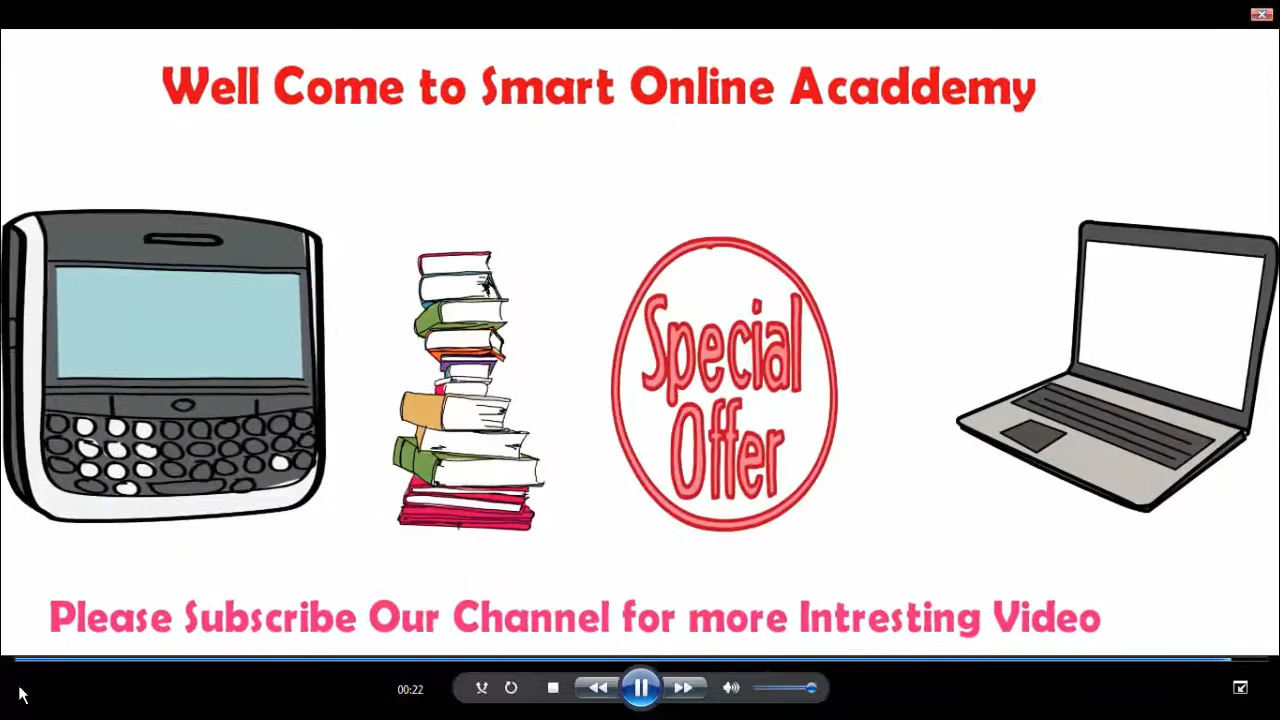 Well Come to Smart Online Acaddemy
Special
Offer
Please Subscribe Our Channel for more Intresting Video
00:22